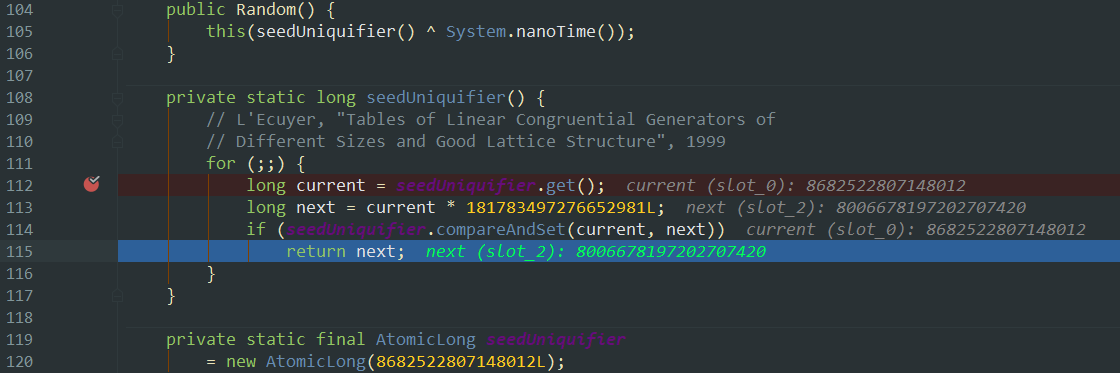 104 public Random() {
105 this(seedUniquifier() ^ System.nanoTime());
106 }
107
108 private static long seedUniquifier() {
109 // L'Ecuyer, "Tables of Linear Congruential Generators of
110 // Different Sizes and Good Lattice Structure", 1999
111 for (;;) {
112 long current = seedUniquifier.get(); current (slot_0): 8682522807148012
113 long next = current * 181783497276652981L; next (slot_2): 8006678197202707420
114 if (seedUniquifier.compareAndSet(current, next)) current (slot_0): 8682522807148012
115 return next; next (slot_2): 8006678197202707420
116 }
117 }
118
119 private static final AtomicLong seedUniquifier
120 = new AtomicLong(8682522807148012L);